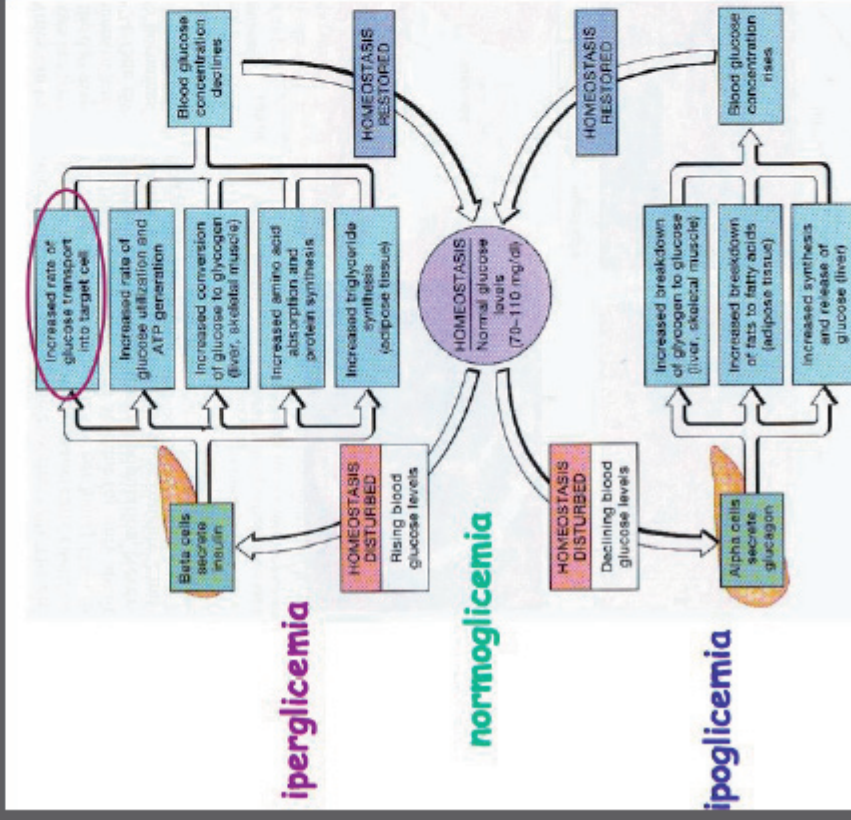 iperglicemia
Beta cells
secrete
insulin
HOMEOSTASIS
DISTURBED
Rising blood
glucose levels
Increased rate of
glucose transport
into target cell
Increased rate of
glucose utilization and
ATP generation
Increased conversion
of glucose to glycogen
(liver, skeletal muscle)
Increased amino acid
absorption and
protein synthesis
Increased triglyceride
synthesis
(adipose tissue)
Blood glucose
concentration
declines
HOMEOSTASIS
RESTORED
normoglicemia
HOMEOSTASIS
Normal glucose
levels
(70-110 mg/dl)
ipoglicemia
HOMEOSTASIS
DISTURBED
Declining blood
glucose levels
Alpha cells
secrete
glucagon
Increased breakdown
of glycogen to glucose
(liver, skeletal muscle)
Increased breakdown
of fats to fatty acids
(adipose tissue)
Increased synthesis
and release of
glucose (liver)
HOMEOSTASIS
RESTORED
Blood glucose
concentration
rises